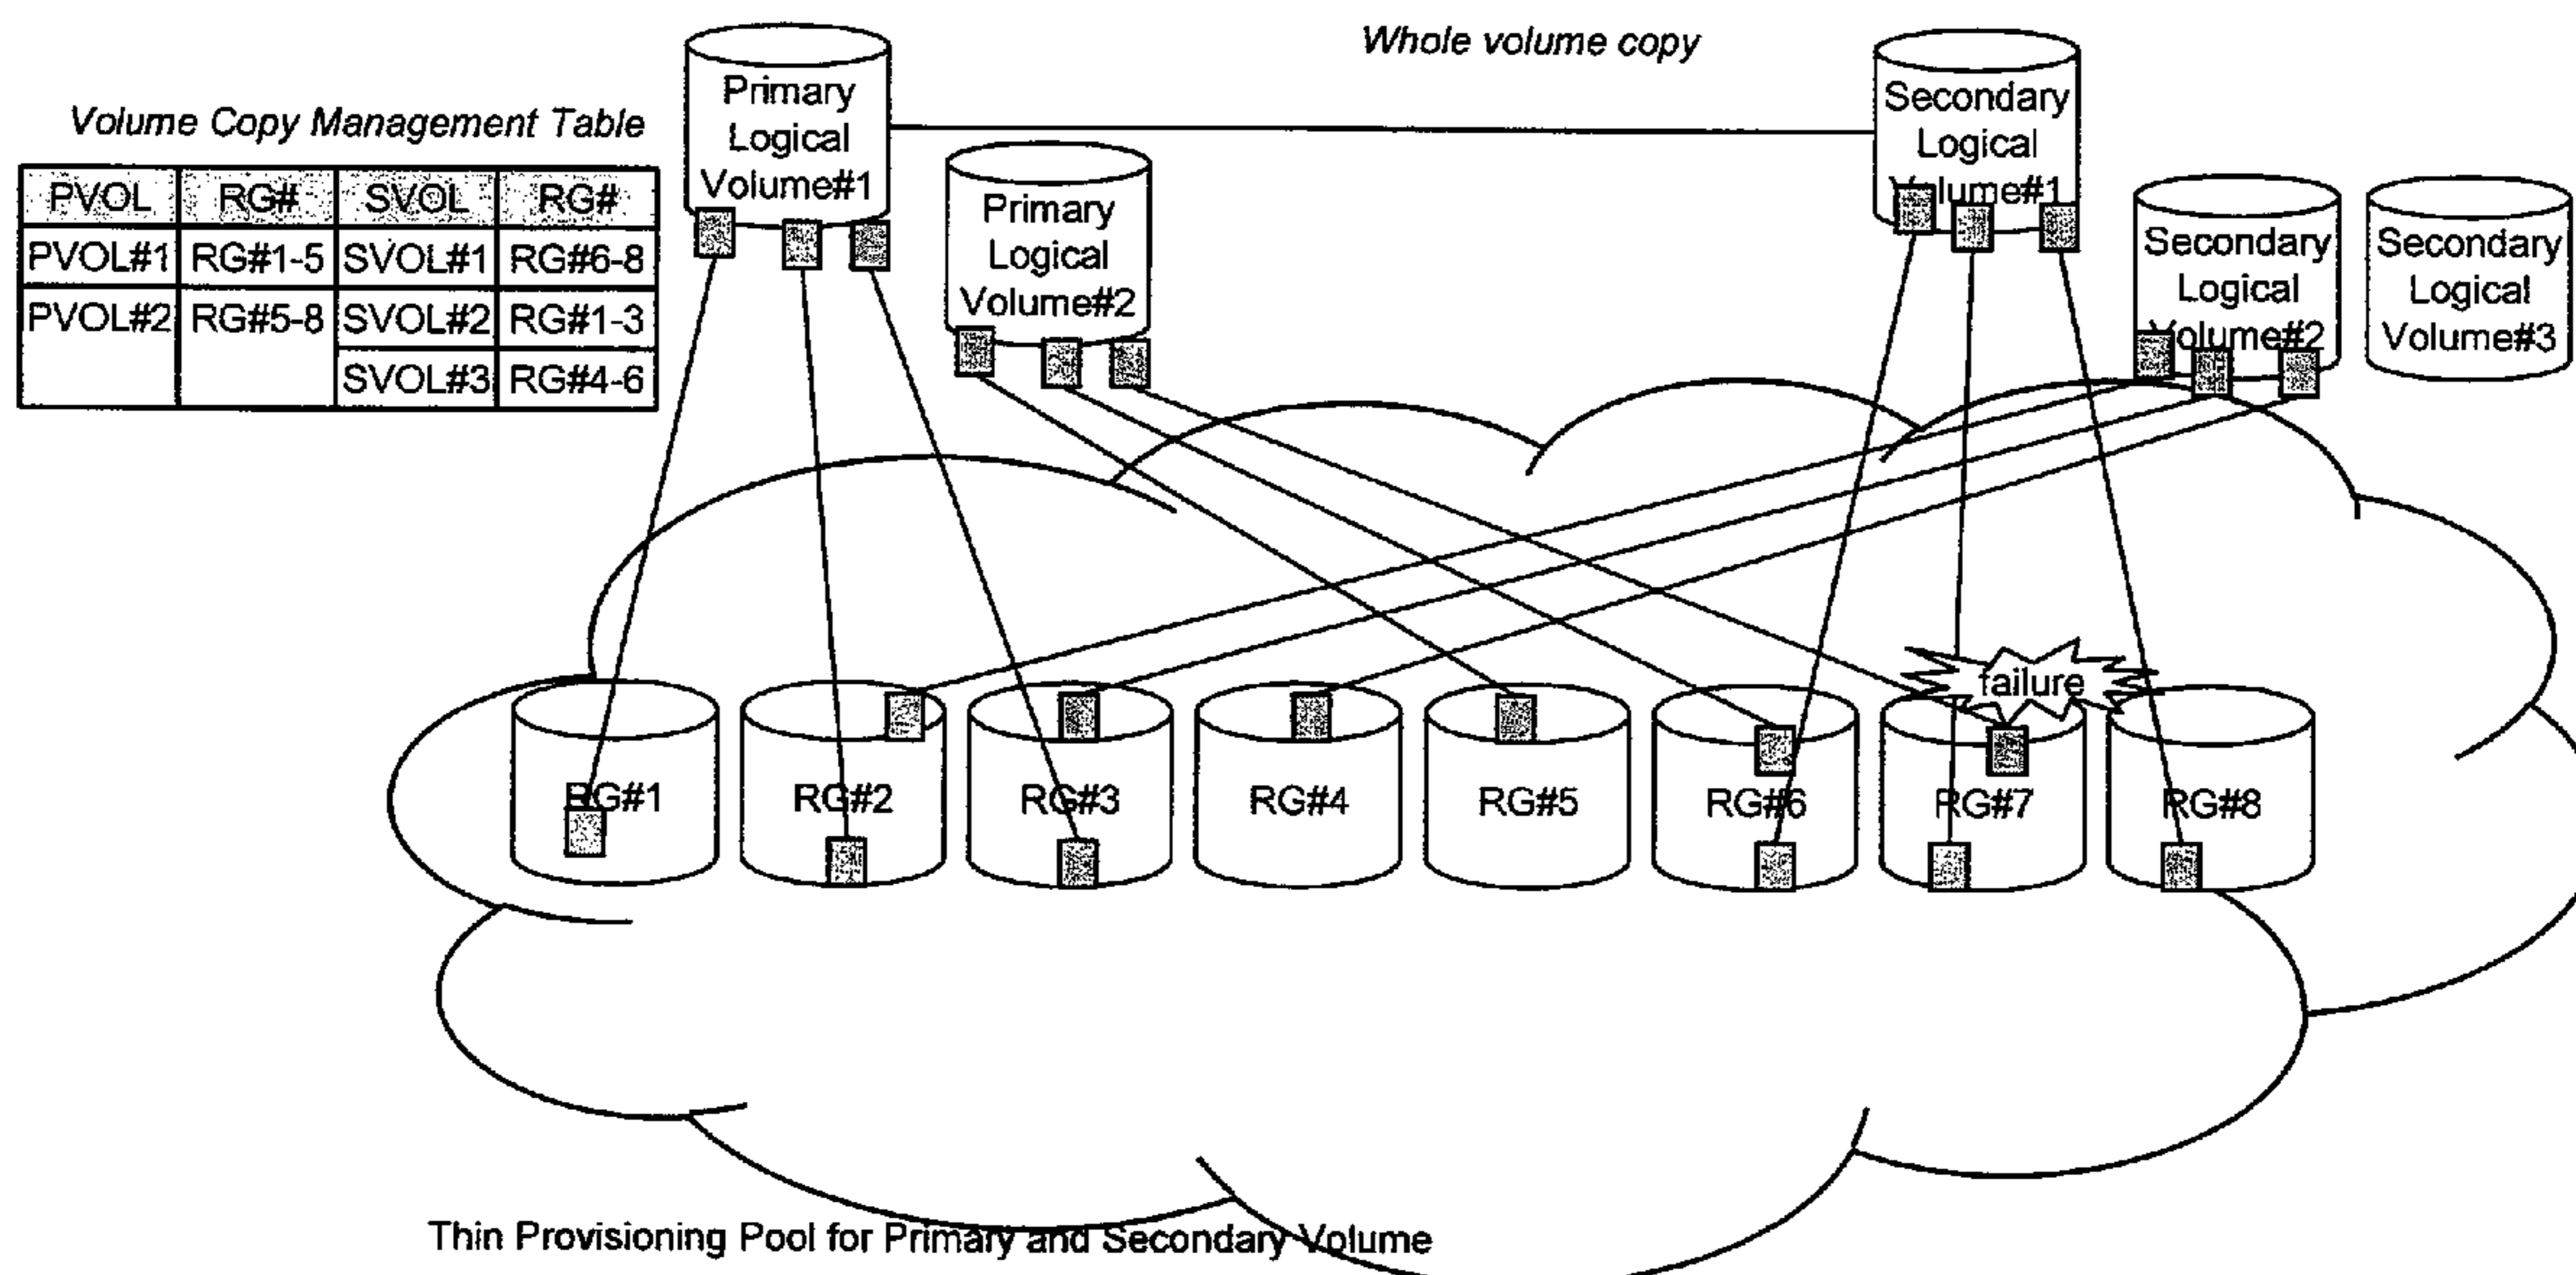 Whole volume copy
Primary
Logical
Volume#1
Secondary
Logical
Volume#1
Volume Copy Management Table
PVOL RG# SVOL RG#
PVOL#1 RG#1-5 SVOL#1 RG#6-8
PVOL#2 RG#5-8 SVOL#2 RG#1-3
SVOL#3 RG#4-6
Primary
Logical
Volume#2
Secondary
Logical
Volume#2
Secondary
Logical
Volume#3
failure
RG#1
RG#2
RG#3
RG#4
RG#5
RG#6
RG#7
RG#8
Thin Provisioning Pool for Primary and Secondary Volume